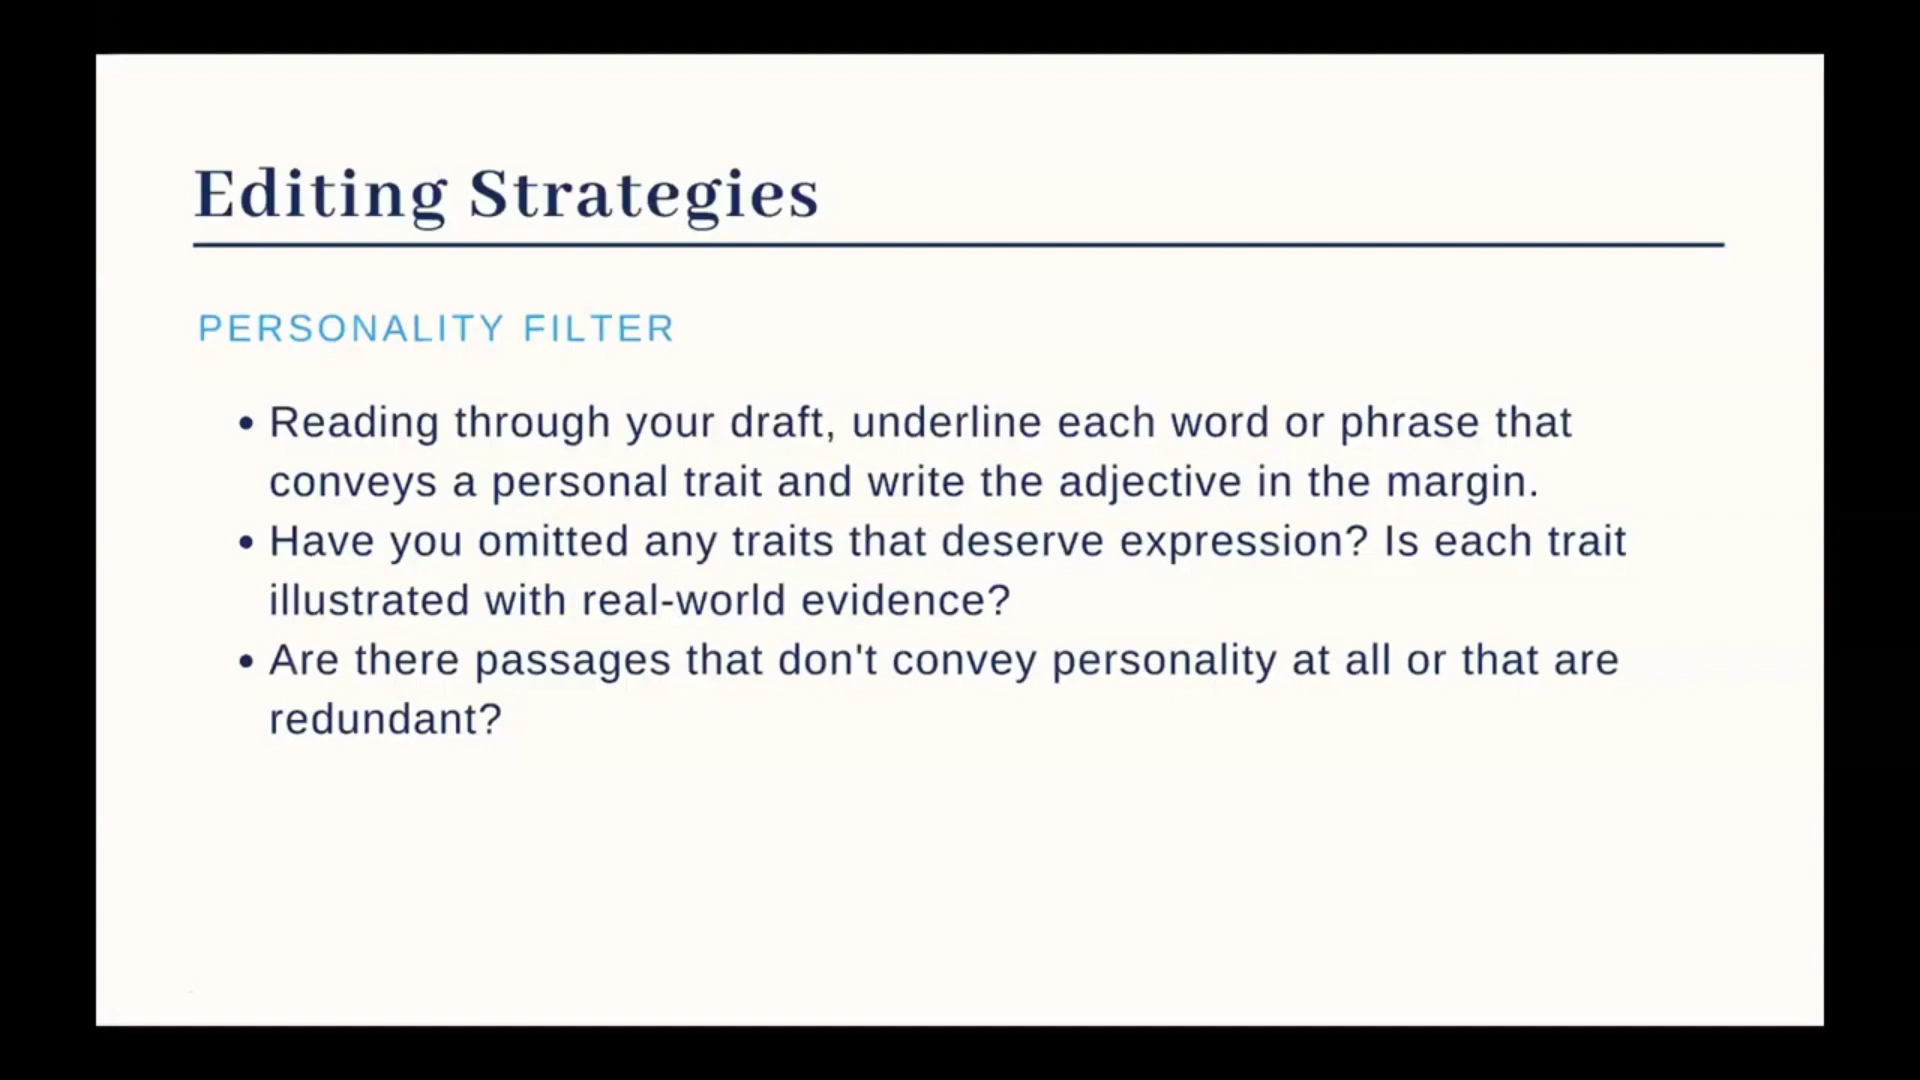 Editing Strategies
PERSONALITY FILTER
• Reading through your draft, underline each word or phrase that
conveys a personal trait and write the adjective in the margin.
• Have you omitted any traits that deserve expression? Is each trait
illustrated with real-world evidence?
• Are there passages that don't convey personality at all or that are
redundant?